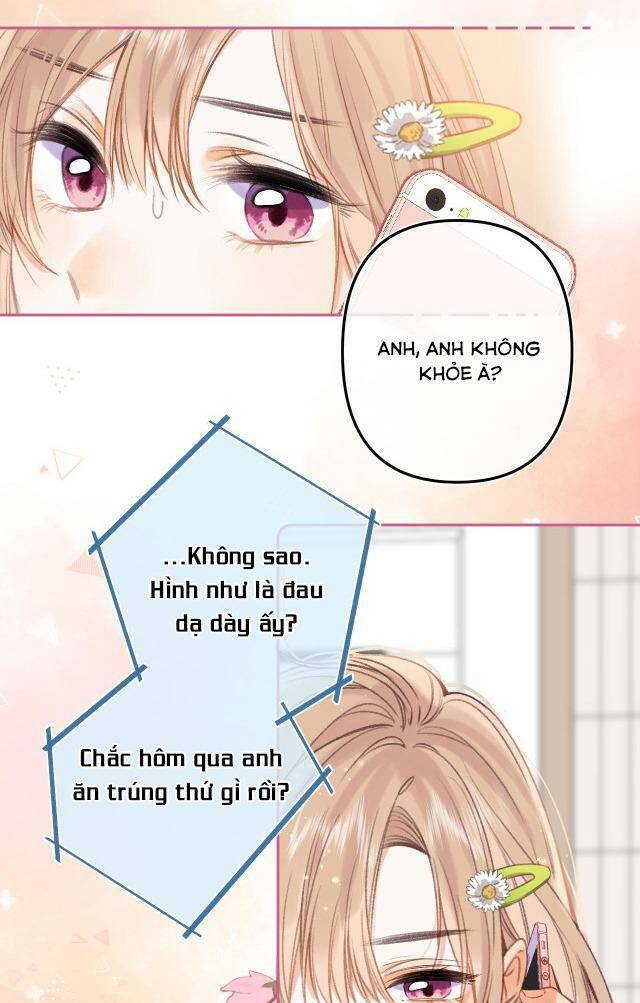 ANH, ANH KHÔNG
KHỎE À?
...Không sao.
Hình như là đau
dạ dày ấy?
Chắc hôm qua anh
ăn trúng thứ gì rồi?